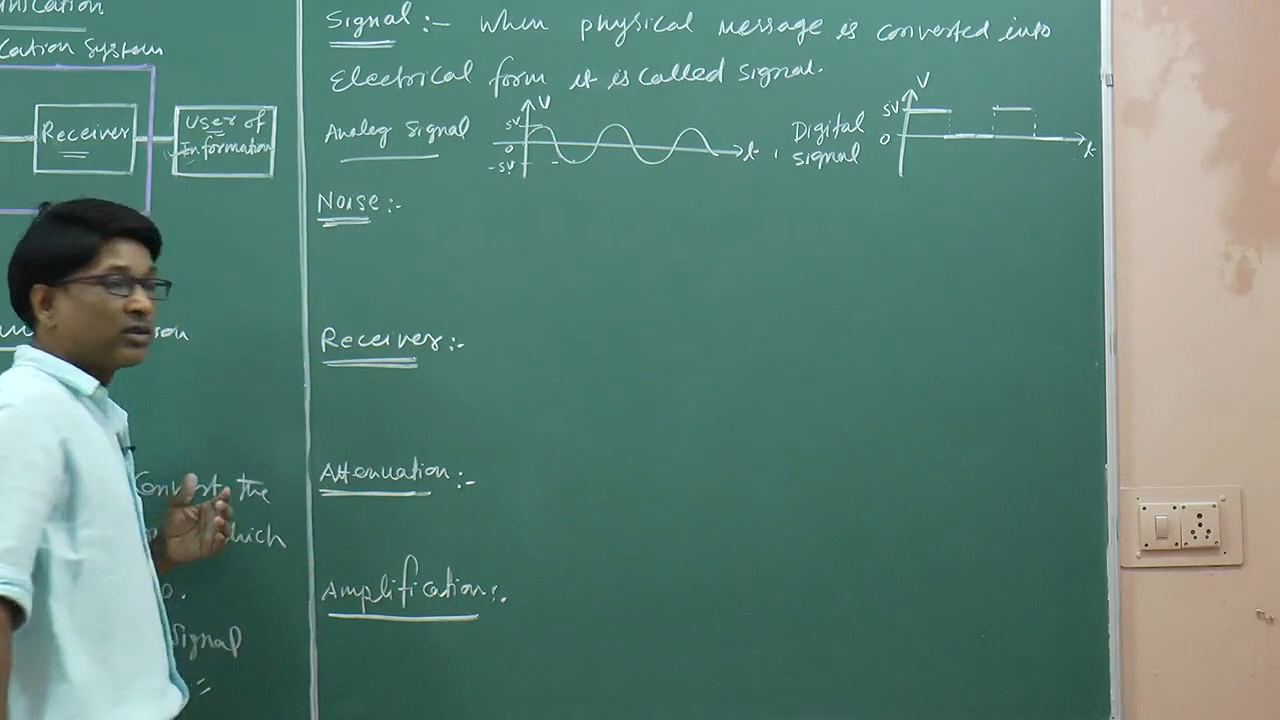 Cation System
Receiver
User of
Information
Convert the
which
Signal
Signal :- When physical message is converted into
Electrical form it is called signal.
Analog Signal
V
5V
0
-5V
t
,
Digital
signal
V
5V
0
t
Noise :-
Receiver :-
Attenuation :-
Amplification :-